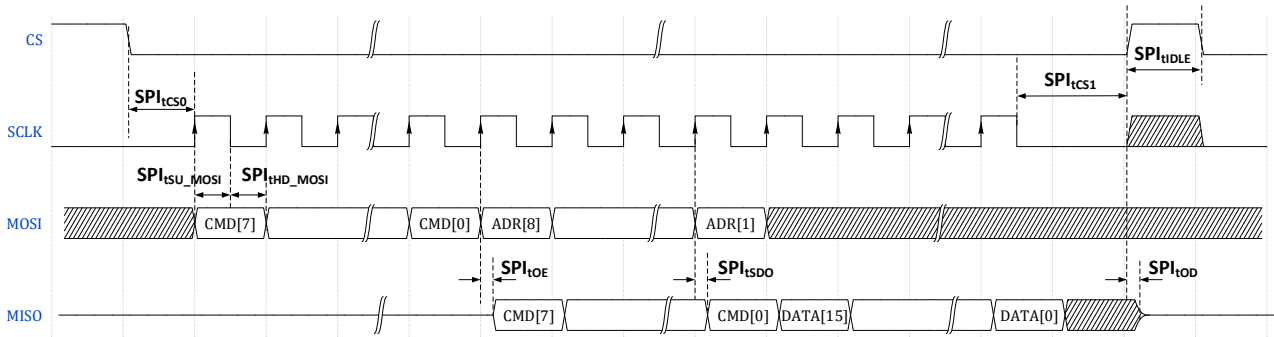 CS
SPItIDLE
SPItCS0
SPItCS1
SCLK
SPItSU_MOSI
SPItHD_MOSI
MOSI
CMD[7]
CMD[0]
ADR[8]
ADR[1]
SPItOE
SPItSDO
SPItOD
MISO
CMD[7]
CMD[0]
DATA[15]
DATA[0]